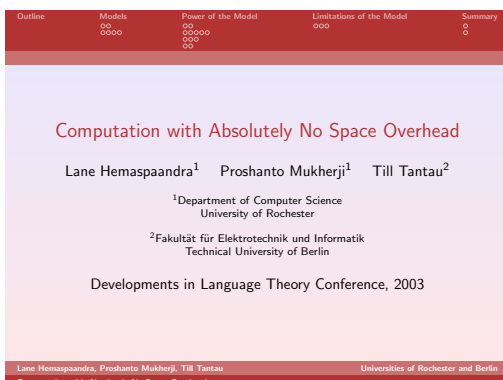 Outline Models Power of the Model Limitations of the Model Summary
Computation with Absolutely No Space Overhead
Lane Hemaspaandra1 Proshanto Mukherji1 Till Tantau2
1Department of Computer Science
University of Rochester
2Fakultät für Elektrotechnik und Informatik
Technical University of Berlin
Developments in Language Theory Conference, 2003
Lane Hemaspaandra, Proshanto Mukherji, Till Tantau Universities of Rochester and Berlin